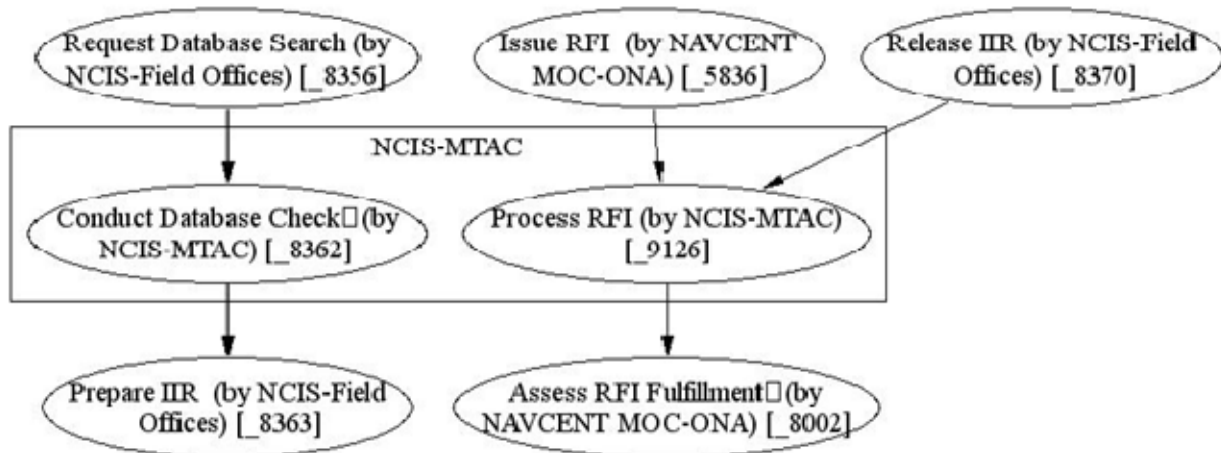 Request Database Search (by
NCIS-Field Offices) [_8356]
Issue RFI (by NAVCENT
MOC-ONA) [_5836]
Release IIR (by NCIS-Field
Offices) [_8370]
NCIS-MTAC
Conduct Database Check□ (by
NCIS-MTAC) [_8362]
Process RFI (by NCIS-MTAC)
[_9126]
Prepare IIR (by NCIS-Field
Offices) [_8363]
Assess RFI Fulfillment□ (by
NAVCENT MOC-ONA) [_8002]